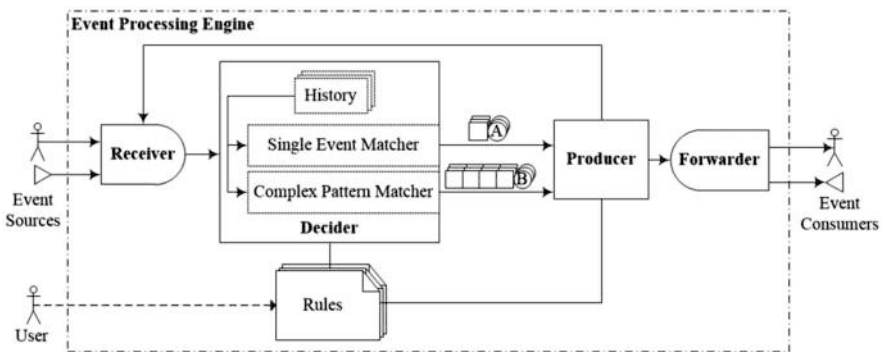 Event Processing Engine
History
A
Single Event Matcher
Receiver
Producer
Forwarder
Complex Pattern Matcher
B
Event
Sources
Decider
Event
Consumers
Rules
User